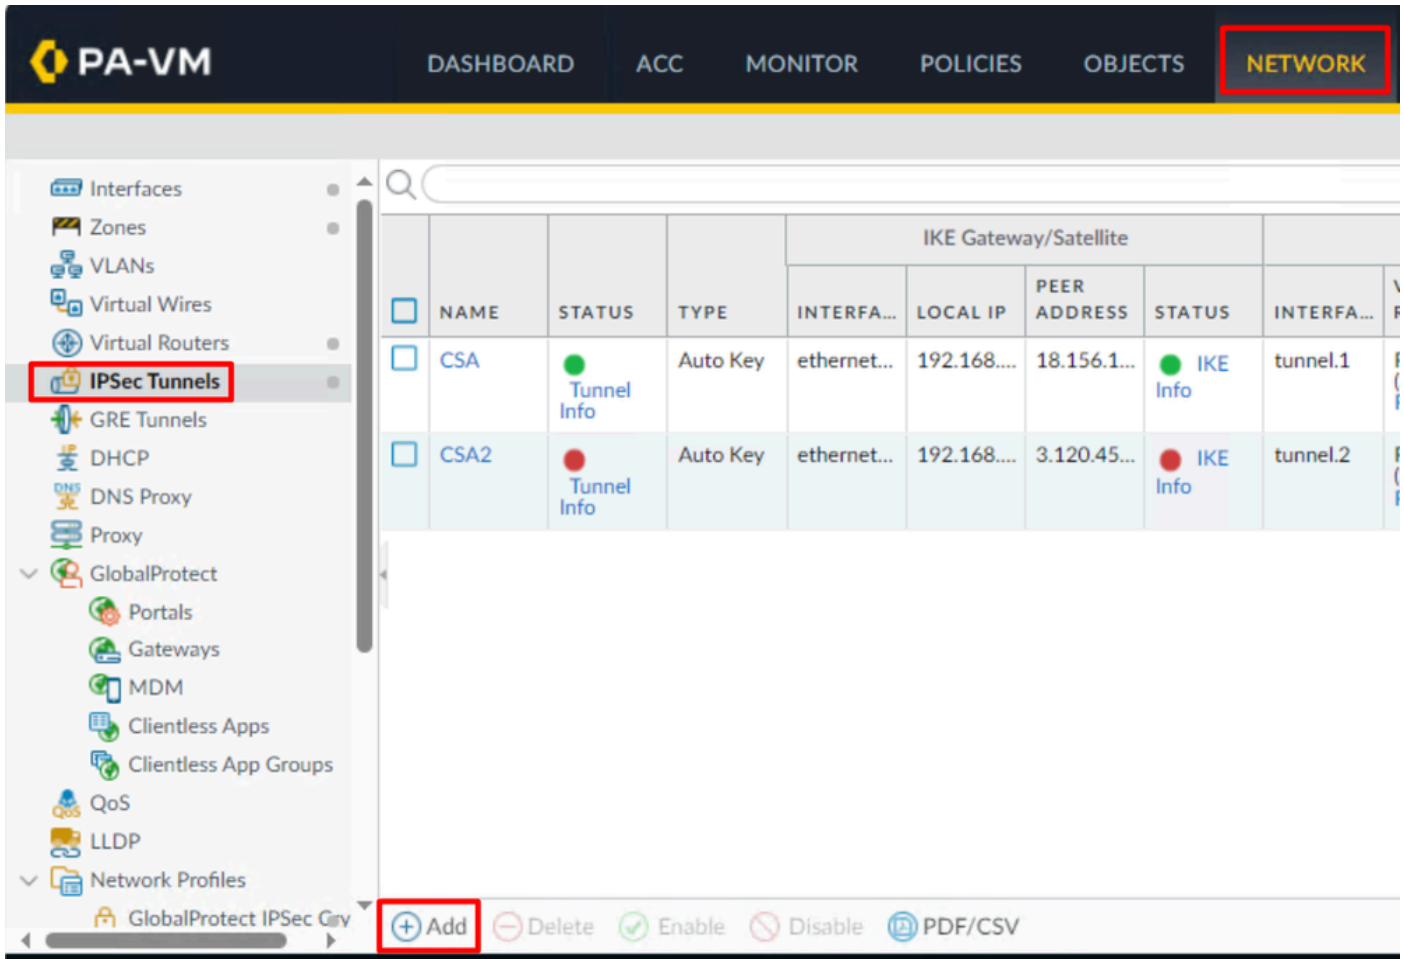 PA-VM
DASHBOARD ACC MONITOR POLICIES OBJECTS NETWORK
Interfaces
Zones
VLANs
Virtual Wires
Virtual Routers
IPSec Tunnels
GRE Tunnels
DHCP
DNS Proxy
Proxy
GlobalProtect
Portals
Gateways
MDM
Clientless Apps
Clientless App Groups
QoS
LLDP
Network Profiles
GlobalProtect IPSec Cry
IKE Gateway/Satellite
NAME STATUS TYPE INTERFA... LOCAL IP PEER ADDRESS STATUS INTERFA...
CSA Tunnel Info Auto Key ethernet... 192.168.... 18.156.1... IKE Info tunnel.1
CSA2 Tunnel Info Auto Key ethernet... 192.168.... 3.120.45... IKE Info tunnel.2
Add Delete Enable Disable PDF/CSV